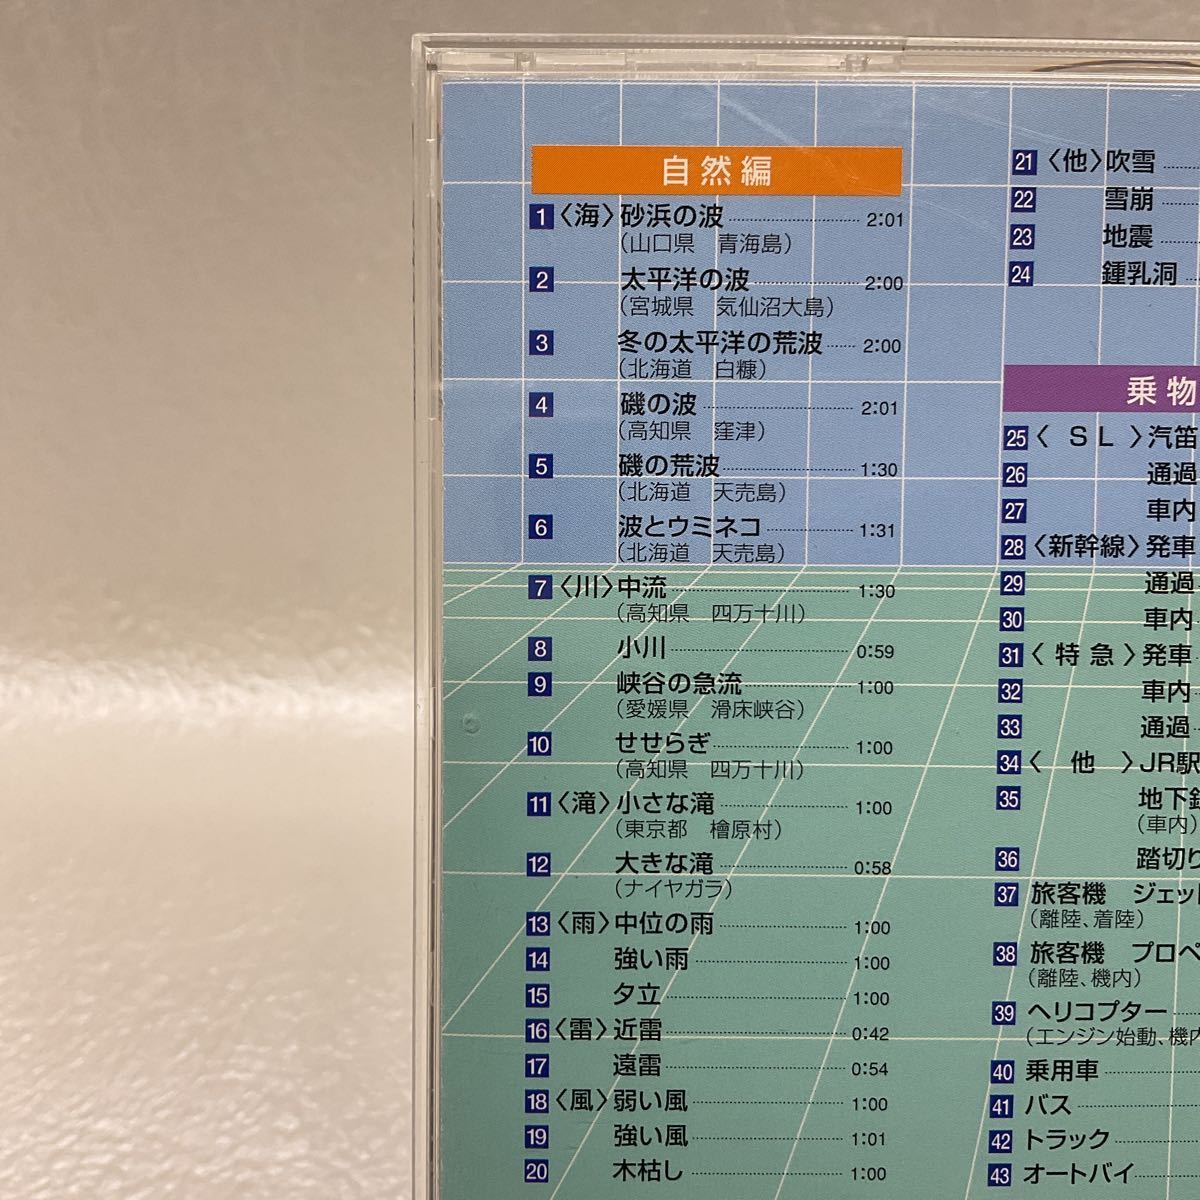 自然編
1〈海〉砂浜の波 2:01
（山口県　青海島）
2 太平洋の波 2:00
（宮城県　気仙沼大島）
3 冬の太平洋の荒波 2:00
（北海道　白糠）
4 磯の波 2:01
（高知県　窪津）
5 磯の荒波 1:30
（北海道　天売島）
6 波とウミネコ 1:31
（北海道　天売島）
7〈川〉中流 1:30
（高知県　四万十川）
8 小川 0:59
9 峡谷の急流 1:00
（愛媛県　滑床峡谷）
10 せせらぎ 1:00
（高知県　四万十川）
11〈滝〉小さな滝 1:00
（東京都　檜原村）
12 大きな滝 0:58
（ナイヤガラ）
13〈雨〉中位の雨 1:00
14 強い雨 1:00
15 夕立 1:00
16〈雷〉近雷 0:42
17 遠雷 0:54
18〈風〉弱い風 1:00
19 強い風 1:01
20 木枯し 1:00
21〈他〉吹雪
22 雪崩
23 地震
24 鍾乳洞
乗物
25〈ＳＬ〉汽笛
26 通過
27 車内
28〈新幹線〉発車
29 通過
30 車内
31〈特急〉発車
32 車内
33 通過
34〈他〉JR駅
35 地下鉄
（車内）
36 踏切り
37 旅客機　ジェット
（離陸、着陸）
38 旅客機　プロペ
（離陸、機内）
39 ヘリコプター
（エンジン始動、機内
40 乗用車
41 バス
42 トラック
43 オートバイ